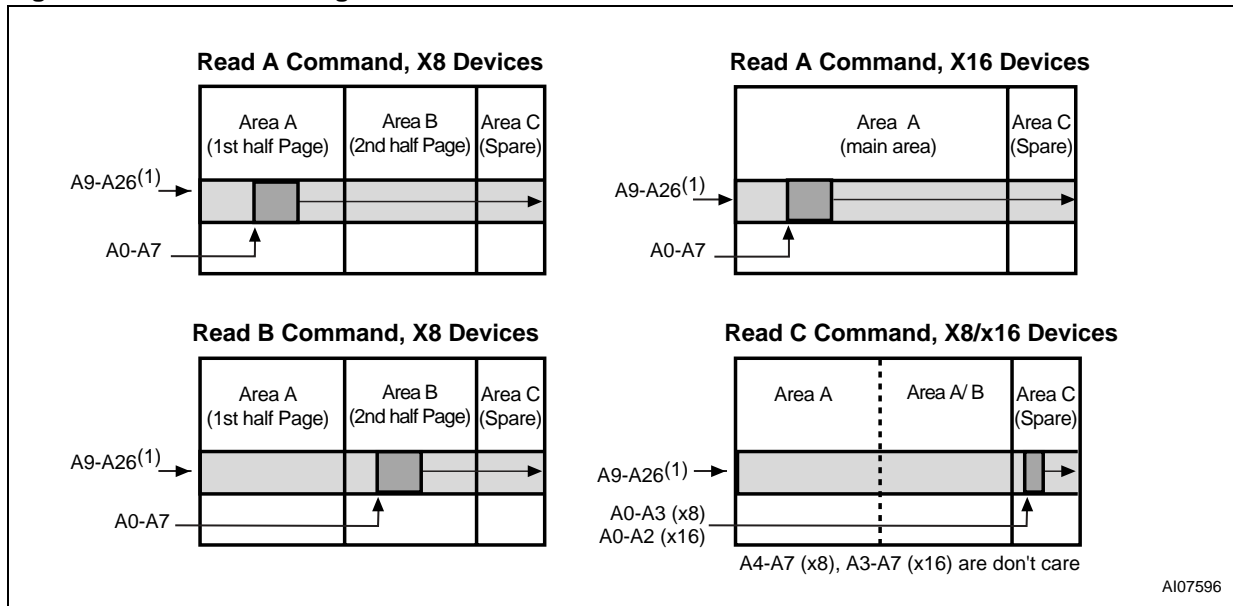 Read A Command, X8 Devices
Area A
(1st half Page)
Area B
(2nd half Page)
Area C
(Spare)
A9-A26(1)
A0-A7
Read A Command, X16 Devices
Area A
(main area)
Area C
(Spare)
A9-A26(1)
A0-A7
Read B Command, X8 Devices
Area A
(1st half Page)
Area B
(2nd half Page)
Area C
(Spare)
A9-A26(1)
A0-A7
Read C Command, X8/x16 Devices
Area A
Area A/ B
Area C
(Spare)
A9-A26(1)
A0-A3 (x8)
A0-A2 (x16)
A4-A7 (x8), A3-A7 (x16) are don't care
AI07596